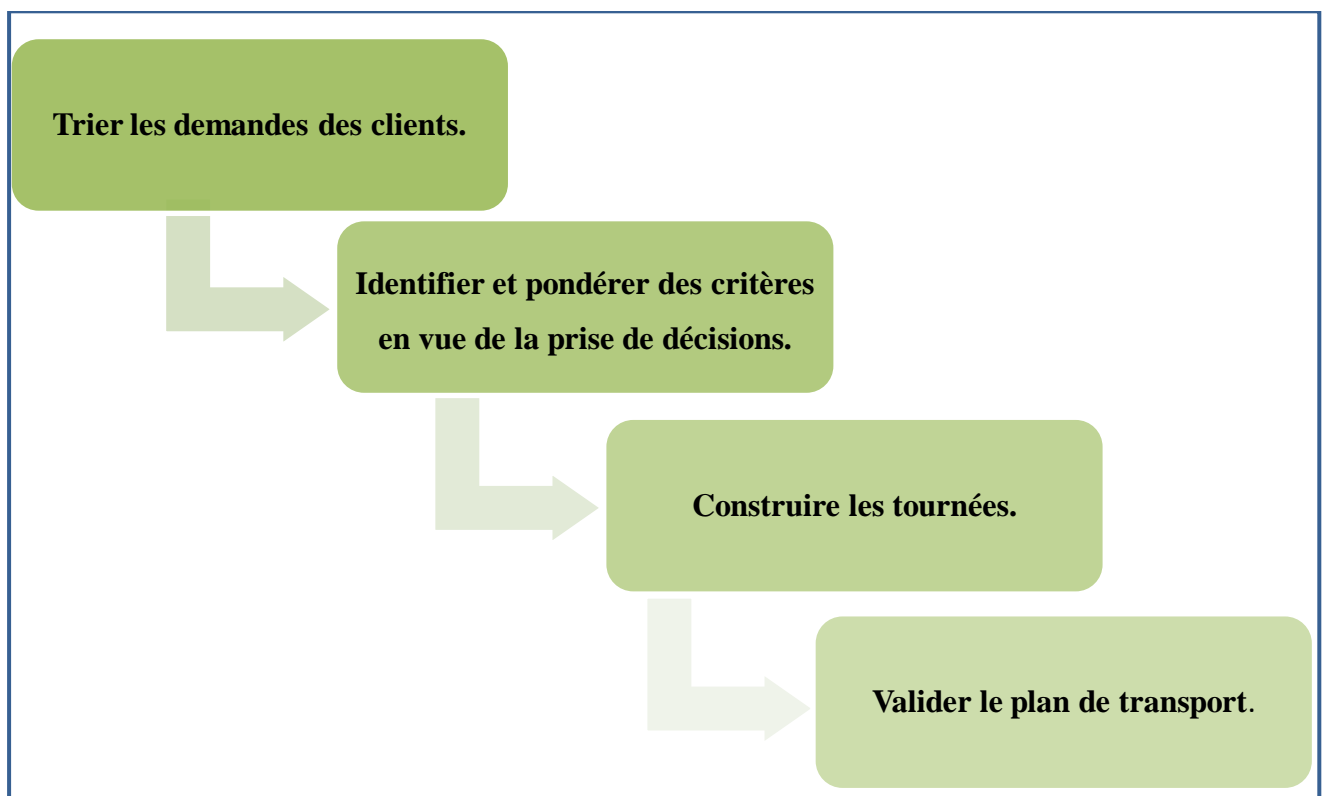 Trier les demandes des clients.
Identifier et pondérer des critères
en vue de la prise de décisions.
Construire les tournées.
Valider le plan de transport.